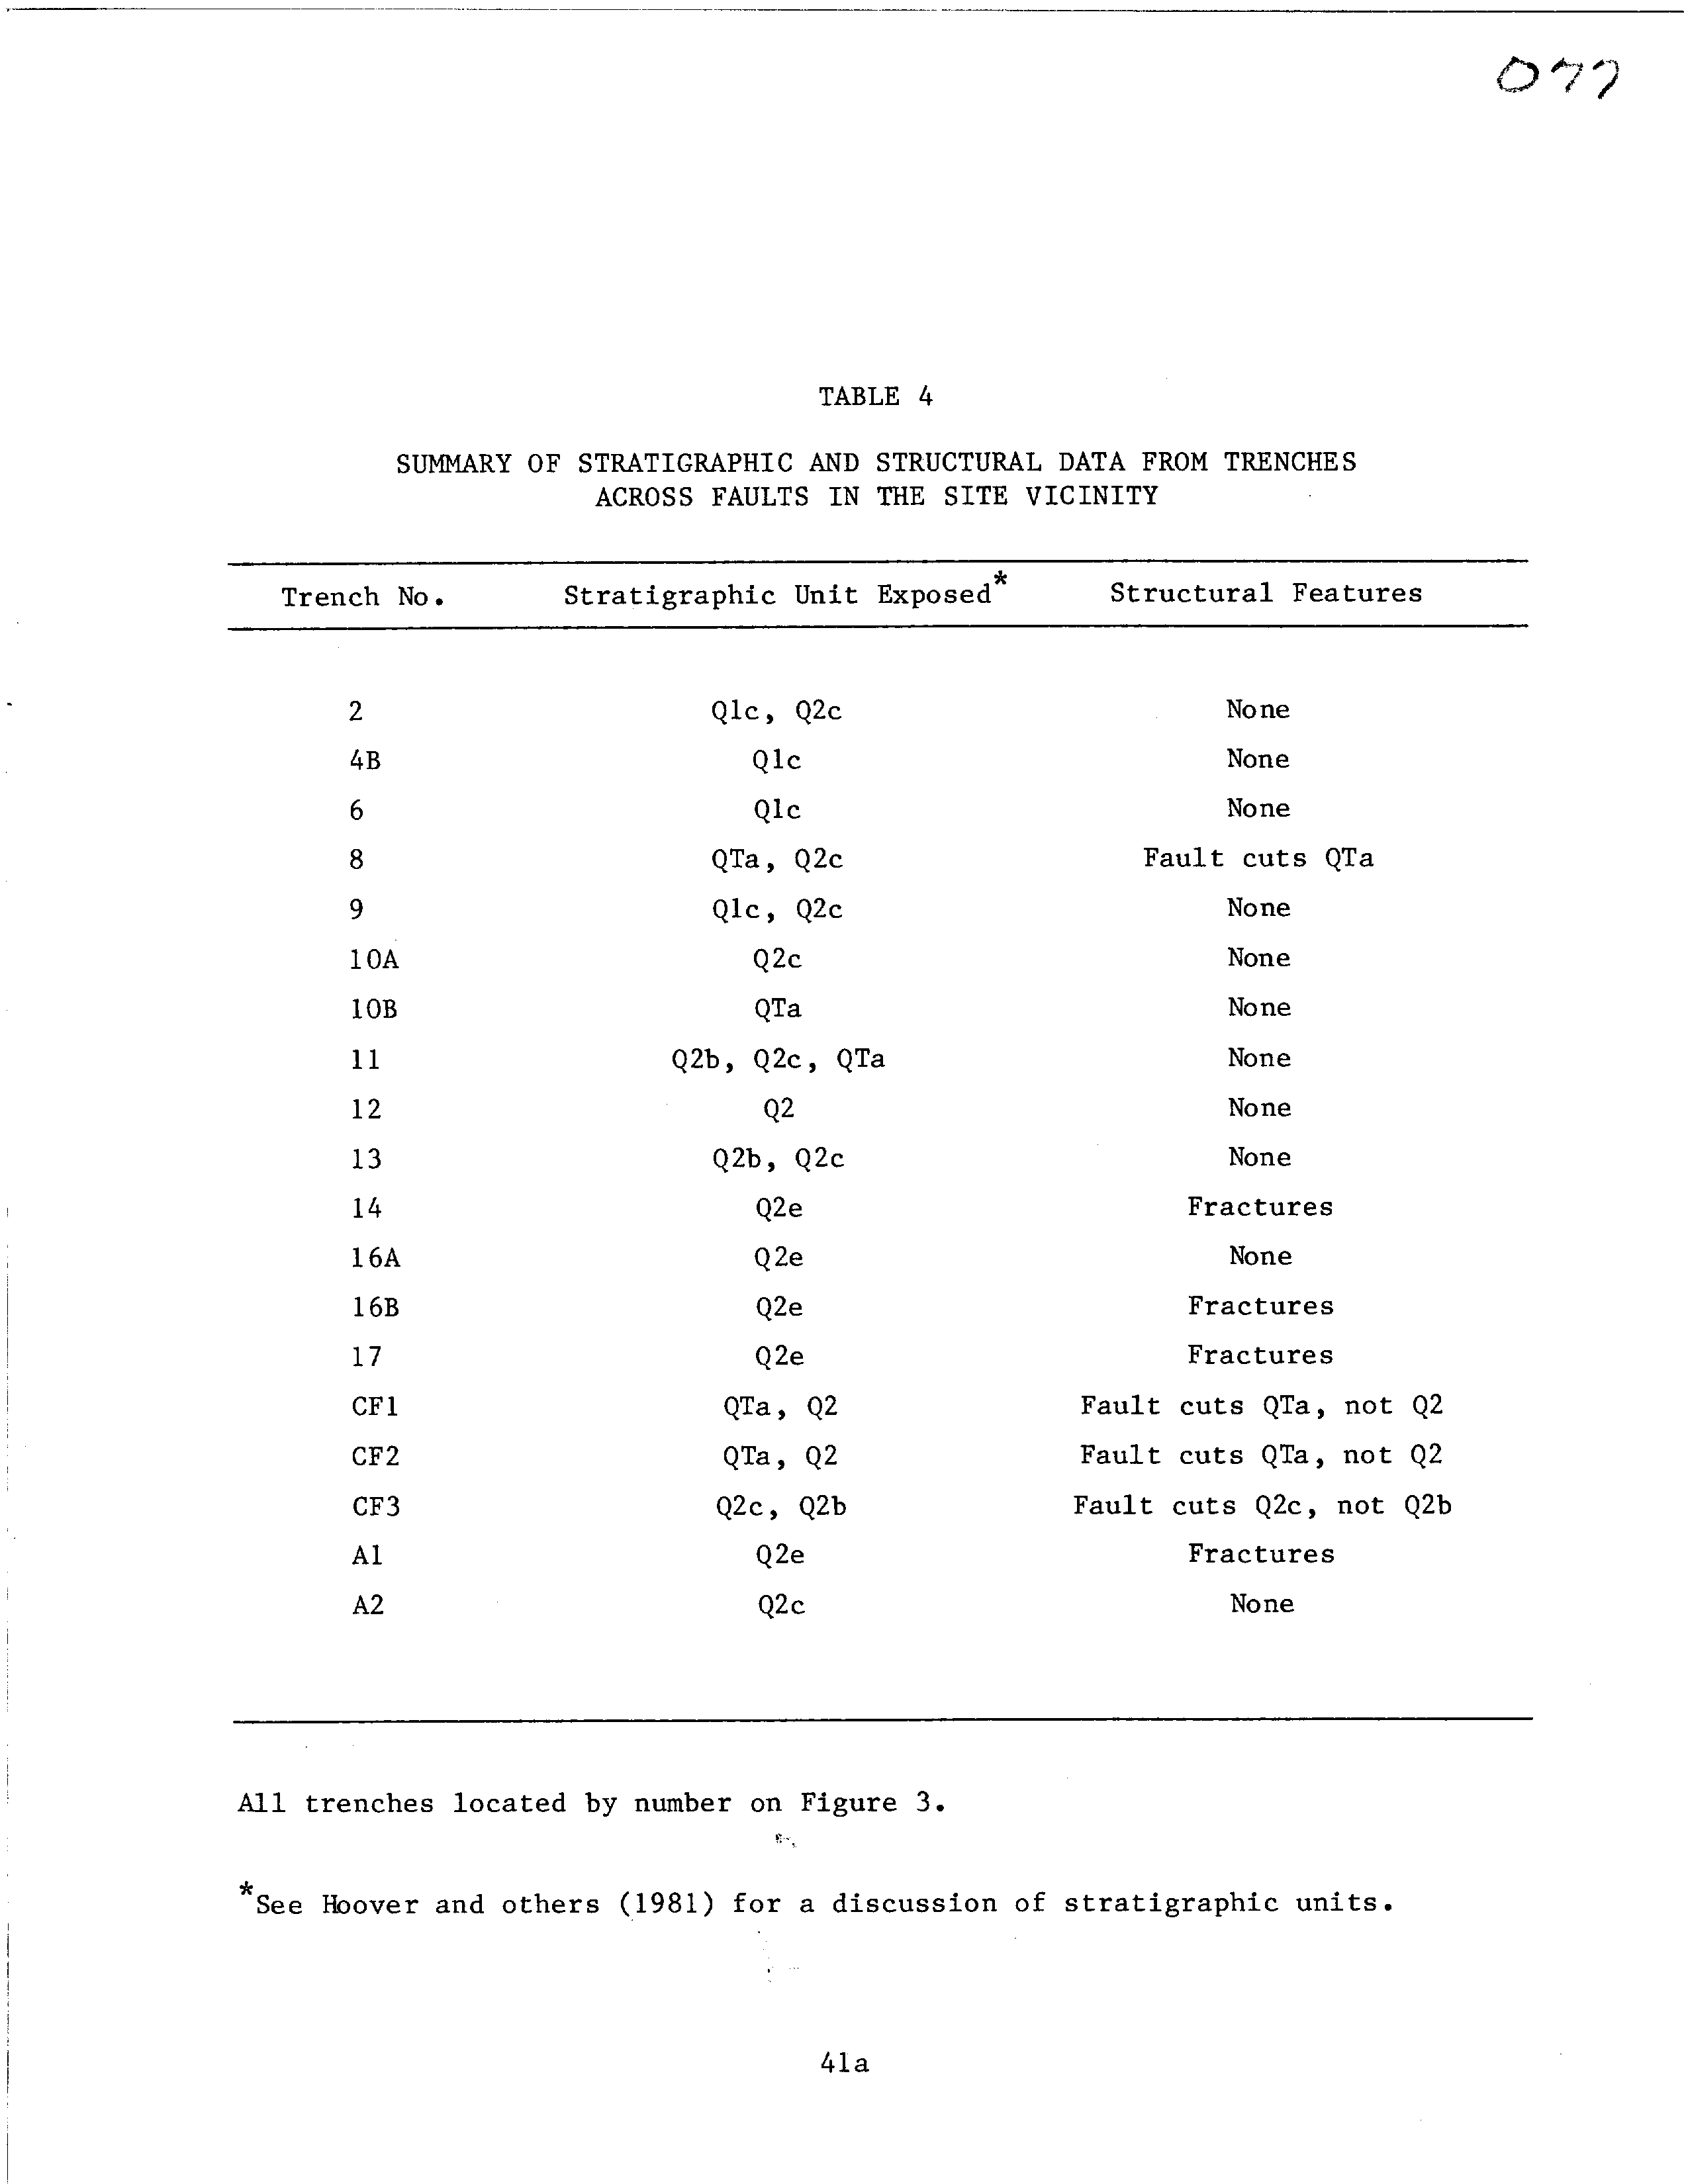 077
TABLE 4
SUMMARY OF STRATIGRAPHIC AND STRUCTURAL DATA FROM TRENCHES
ACROSS FAULTS IN THE SITE VICINITY
Trench No. Stratigraphic Unit Exposed* Structural Features
2 Q1c, Q2c None
4B Q1c None
6 Q1c None
8 QTa, Q2c Fault cuts QTa
9 Q1c, Q2c None
10A Q2c None
10B QTa None
11 Q2b, Q2c, QTa None
12 Q2 None
13 Q2b, Q2c None
14 Q2e Fractures
16A Q2e None
16B Q2e Fractures
17 Q2e Fractures
CF1 QTa, Q2 Fault cuts QTa, not Q2
CF2 QTa, Q2 Fault cuts QTa, not Q2
CF3 Q2c, Q2b Fault cuts Q2c, not Q2b
A1 Q2e Fractures
A2 Q2c None
All trenches located by number on Figure 3.
*See Hoover and others (1981) for a discussion of stratigraphic units.
41a